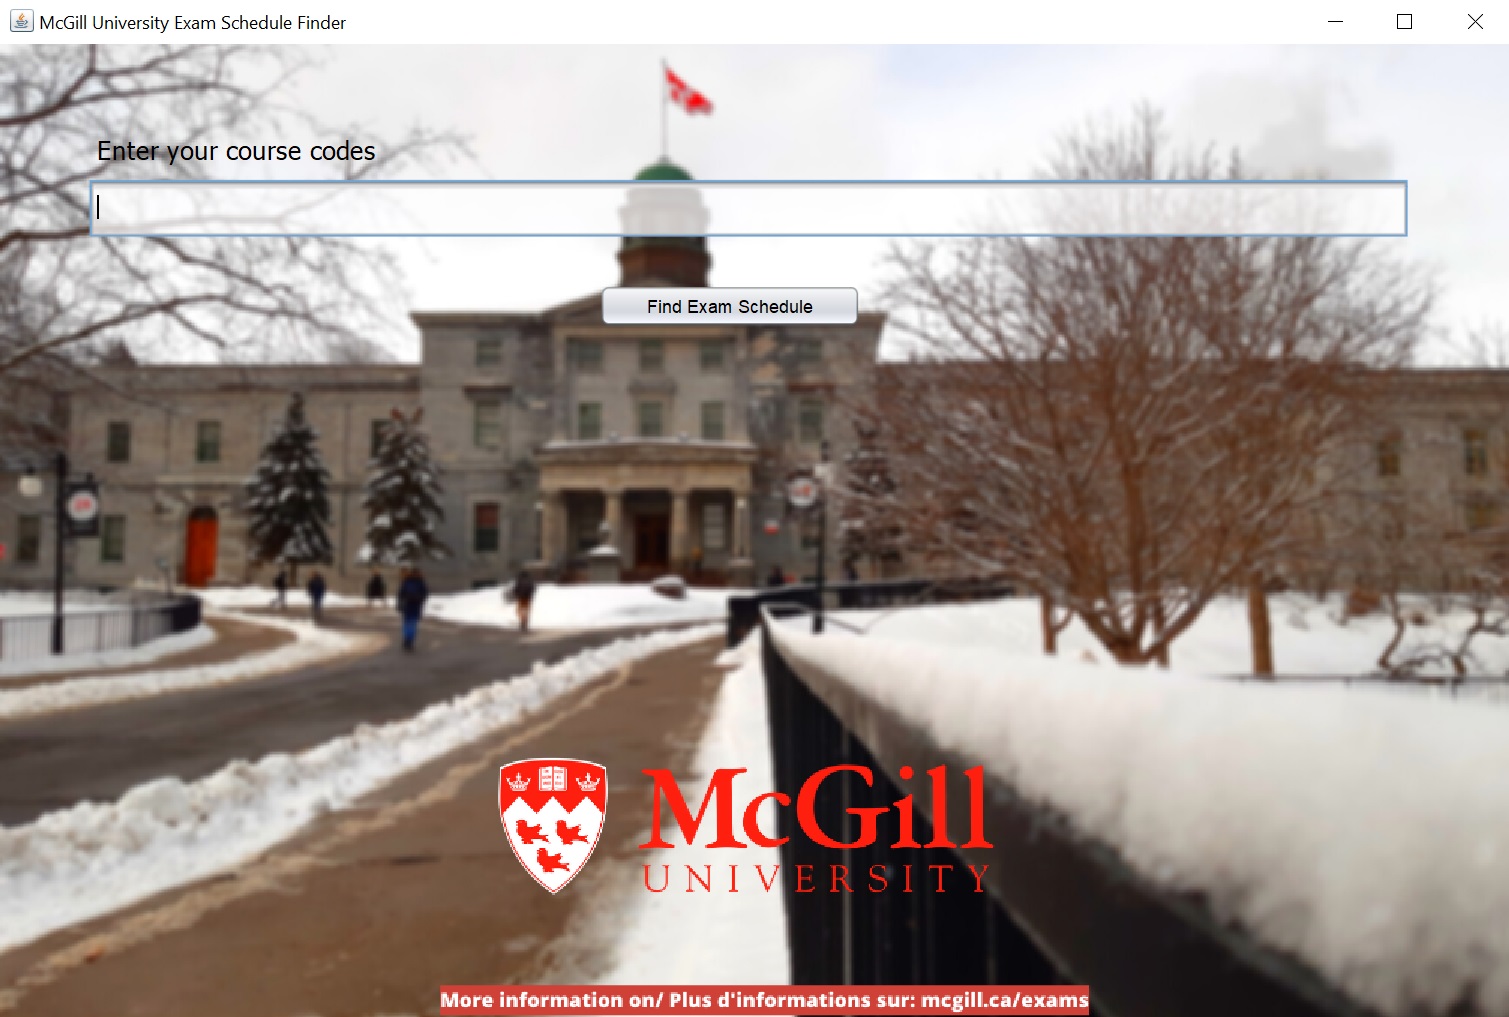 McGill University Exam Schedule Finder
Enter your course codes
Find Exam Schedule
McGill
UNIVERSITY
More information on/ Plus d'informations sur: mcgill.ca/exams